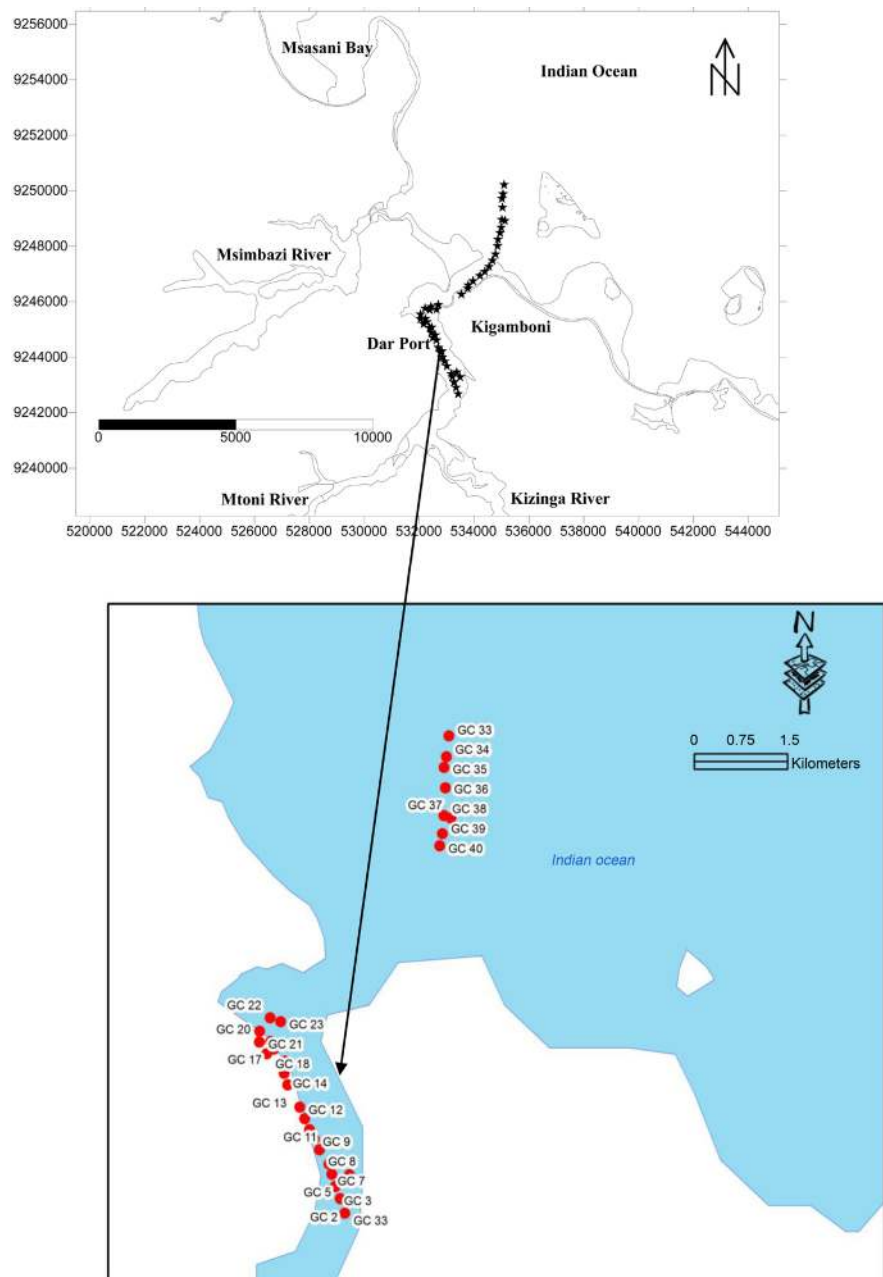 9256000
Msasani Bay
Indian Ocean
N
9254000
9252000
9250000
9248000
Msimbazi River
9246000
Kigamboni
Dar Port
9244000
9242000
0 5000 10000
9240000
Mtoni River
Kizinga River
520000 522000 524000 526000 528000 530000 532000 534000 536000 538000 540000 542000 544000
N
GC 33
0 0.75 1.5
GC 34
Kilometers
GC 35
GC 36
GC 37
GC 38
GC 39
GC 40
Indian ocean
GC 22
GC 23
GC 20
GC 21
GC 17
GC 18
GC 14
GC 13
GC 12
GC 11
GC 9
GC 8
GC 7
GC 5
GC 3
GC 2
GC 33